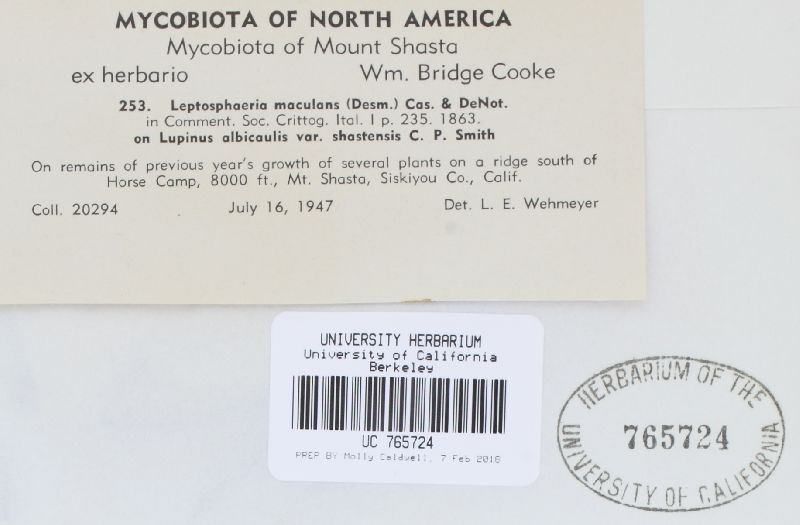 MYCOBIOTA OF NORTH AMERICA
Mycobiota of Mount Shasta
ex herbario Wm. Bridge Cooke
253. Leptosphaeria maculans (Desm.) Cas. & DeNot.
in Comment. Soc. Crittog. Ital. I p. 235. 1863.
on Lupinus albicaulis var. shastensis C. P. Smith
On remains of previous year's growth of several plants on a ridge south of
Horse Camp, 8000 ft., Mt. Shasta, Siskiyou Co., Calif.
Coll. 20294 July 16, 1947 Det. L. E. Wehmeyer
UNIVERSITY HERBARIUM
University of California
Berkeley
UC 765724
PREP BY Molly Caldwell, 7 Feb 2018
HERBARIUM OF THE
765724
UNIVERSITY OF CALIFORNIA